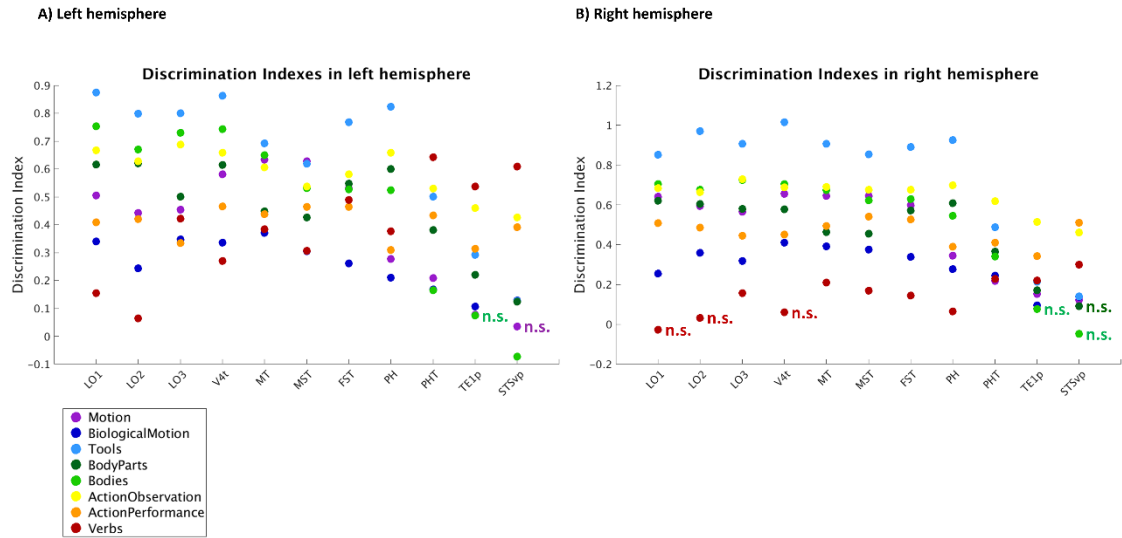 A) Left hemisphere
B) Right hemisphere
Discrimination Indexes in left hemisphere
Discrimination Index
0.9
0.8
0.7
0.6
0.5
0.4
0.3
0.2
0.1
0
-0.1
n.s.
n.s.
LO1
LO2
LO3
V4t
MT
MST
FST
PH
PHT
TE1p
STSvp
Discrimination Indexes in right hemisphere
Discrimination Index
1.2
1
0.8
0.6
0.4
0.2
0
-0.2
n.s.
n.s.
n.s.
n.s.
n.s.
n.s.
LO1
LO2
LO3
V4t
MT
MST
FST
PH
PHT
TE1p
STSvp
Motion
BiologicalMotion
Tools
BodyParts
Bodies
ActionObservation
ActionPerformance
Verbs